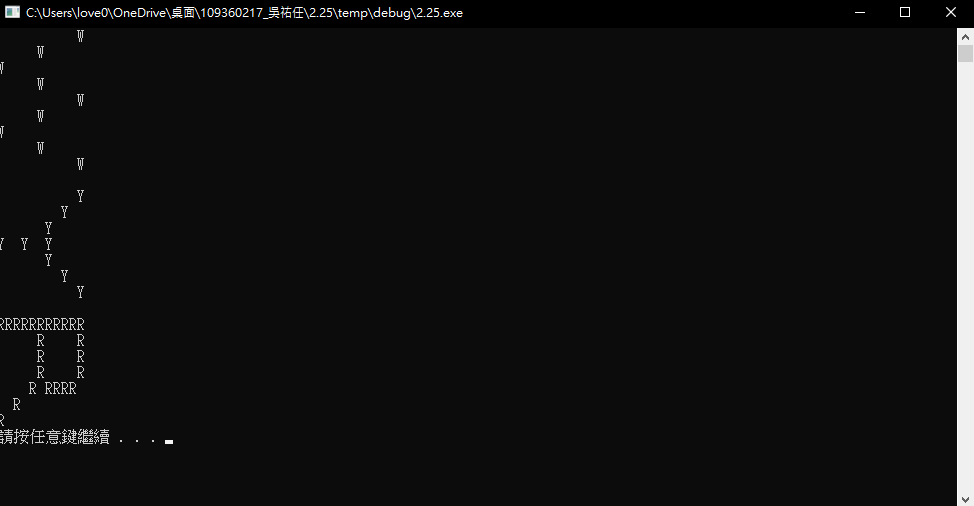 C:\Users\love0\OneDrive\桌面\109360217_吳祐任\2.25\temp\debug\2.25.exe
          W
     W
W
     W
          W
     W
W
     W
          W

          Y
        Y
      Y
Y  Y  Y
      Y
        Y
          Y

RRRRRRRRRRR
     R    R
     R    R
     R    R
    R RRRR
  R
R
請按任意鍵繼續 . . .